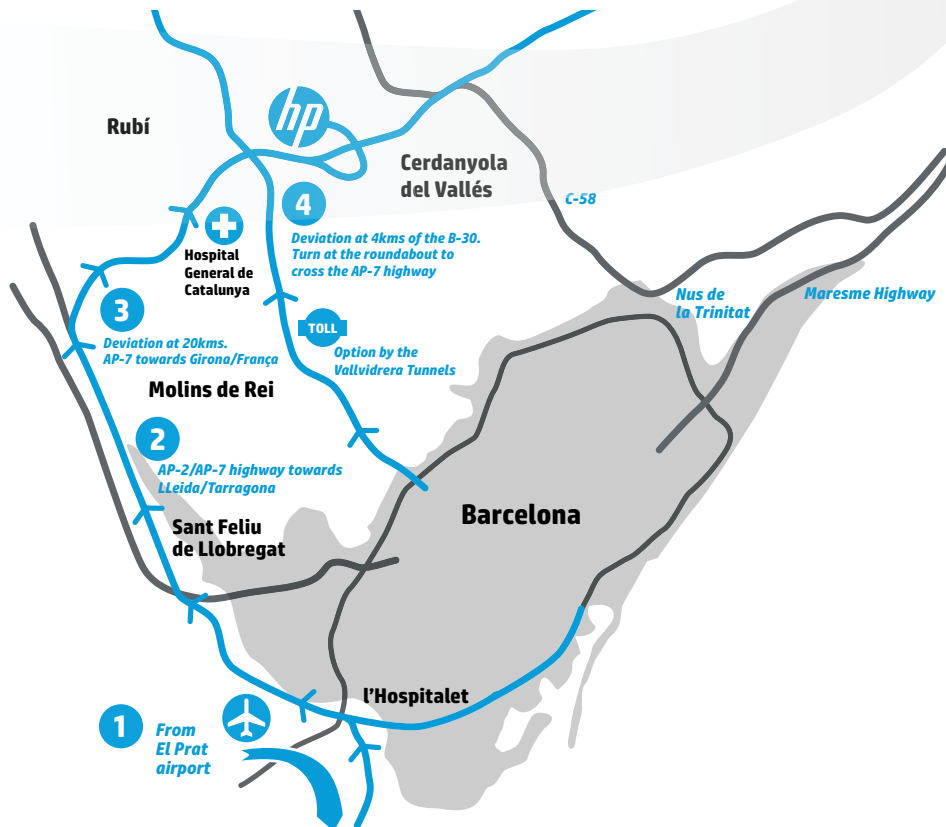 hp
Rubí
Cerdanyola
del Vallés
C-58
4
Deviation at 4kms of the B-30.
Turn at the roundabout to
cross the AP-7 highway
Hospital
General de
Catalunya
3
Deviation at 20kms.
AP-7 towards Girona/França
TOLL
Option by the
Vallvidrera Tunnels
Nus de
la Trinitat
Maresme Highway
Molins de Rei
2
AP-2/AP-7 highway towards
LLeida/Tarragona
Sant Feliu
de Llobregat
Barcelona
l'Hospitalet
1
From
El Prat
airport